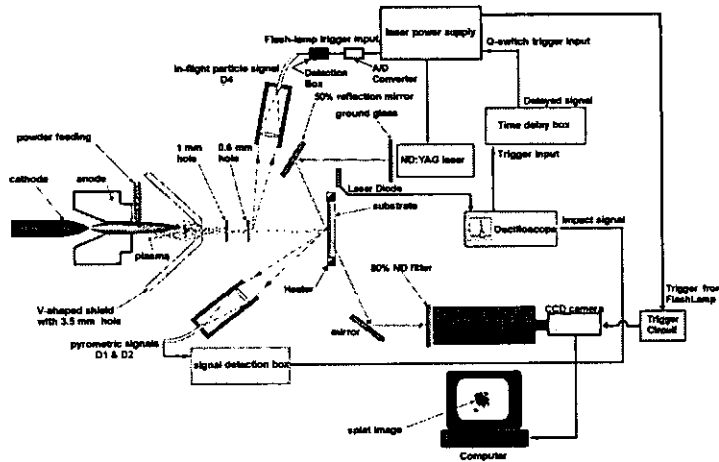 Flash-lamp trigger input
laser power supply
Q-switch trigger input
In-flight particle signal
D4
Detection
Box
A/D
Converter
50% reflection mirror
Delayed signal
ground glass
Time delay box
powder feeding
1 mm
hole
0.6 mm
hole
ND:YAG laser
Trigger input
cathode
anode
Laser Diode
substrate
Oscilloscope
Impact signal
plasma
V-shaped shield
with 3.5 mm hole
Heater
80% ND filter
mirror
CCD camera
Trigger from
FlashLamp
Trigger
Circuit
pyrometric signals
D1 & D2
signal detection box
splat image
Computer